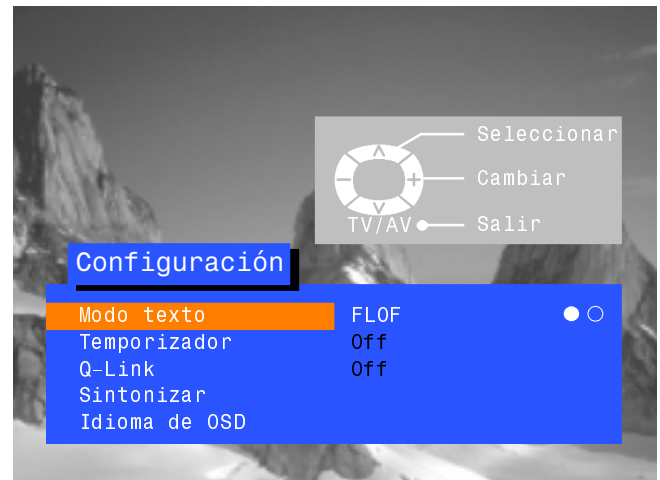 Seleccionar
Cambiar
TV/AV Salir
Configuración
Modo texto FLOF
Temporizador Off
Q-Link Off
Sintonizar
Idioma de OSD